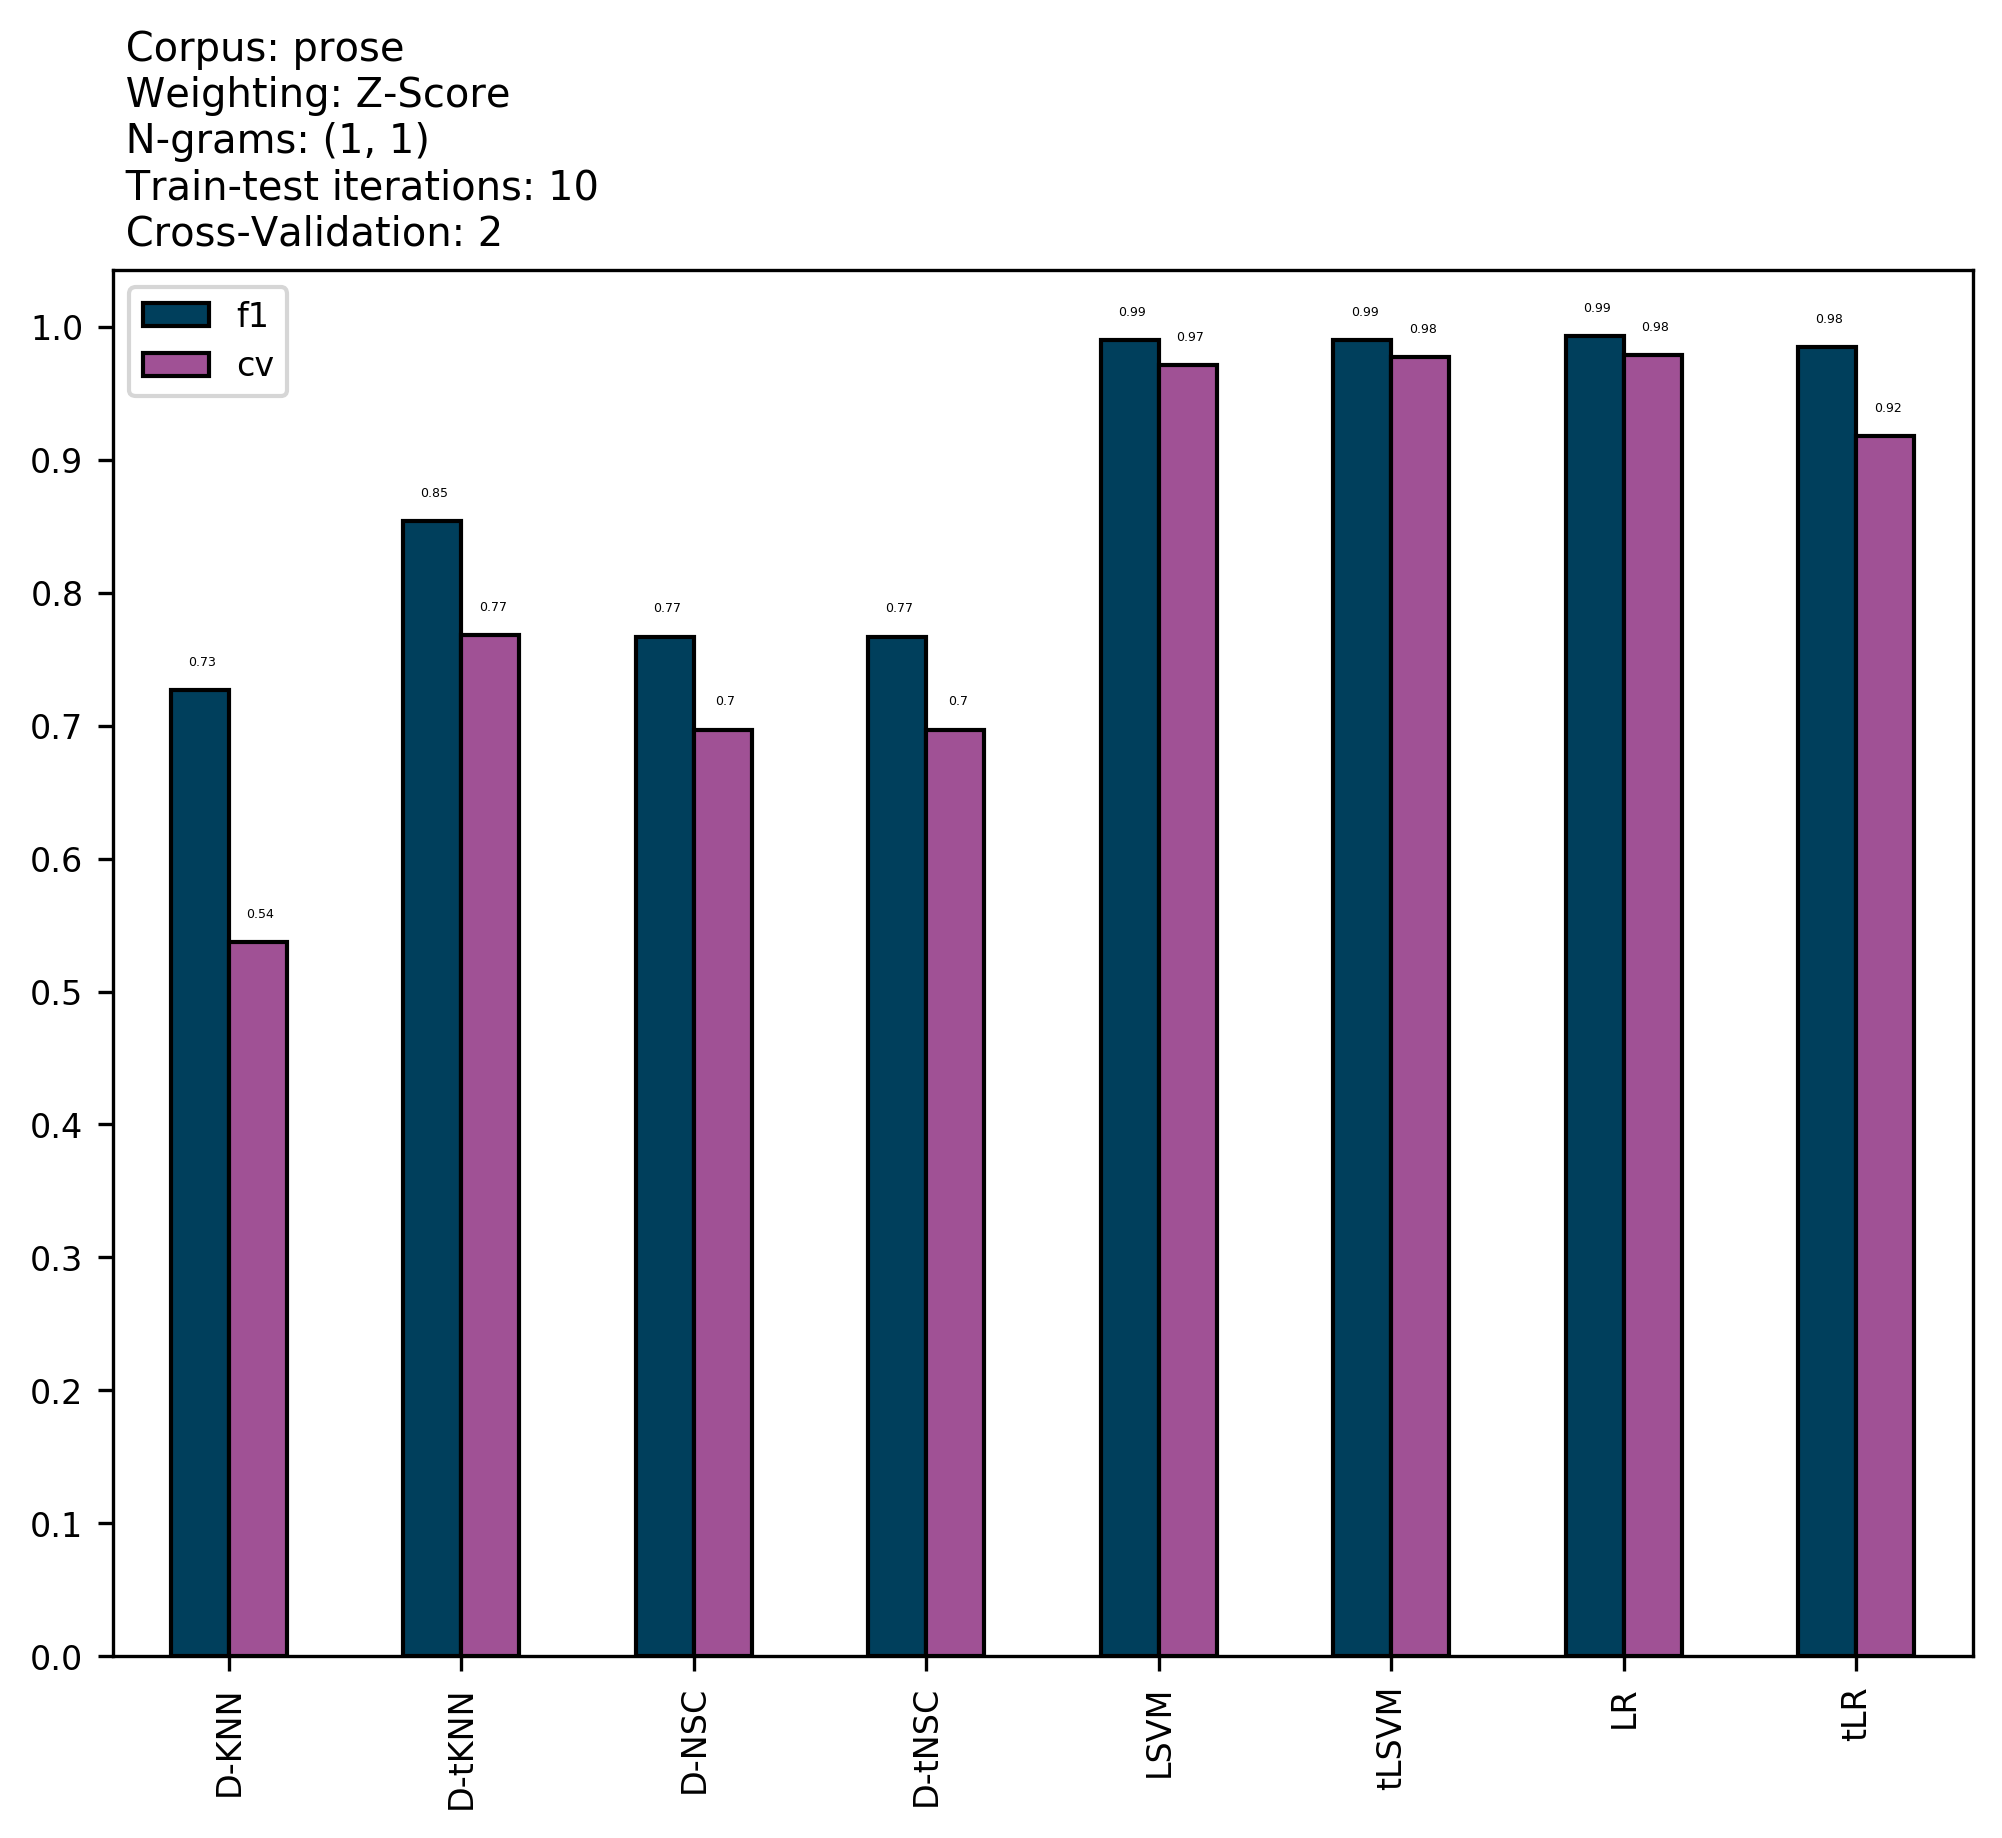 Corpus: prose
Weighting: Z-Score
N-grams: (1, 1)
Train-test iterations: 10
Cross-Validation: 2
f1
cv
1.0
0.9
0.8
0.7
0.6
0.5
0.4
0.3
0.2
0.1
0.0
0.73
0.54
0.85
0.77
0.77
0.7
0.77
0.7
0.99
0.97
0.99
0.98
0.99
0.98
0.98
0.92
D-KNN
D-tKNN
D-NSC
D-tNSC
LSVM
tLSVM
LR
tLR